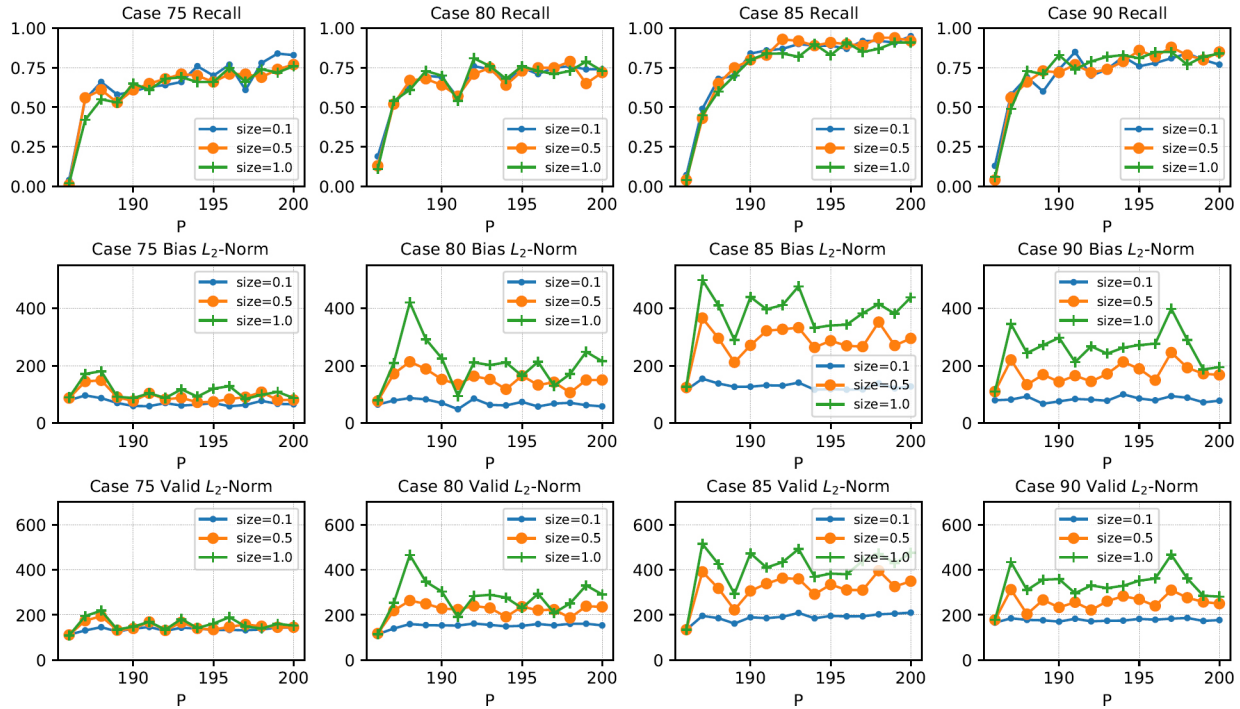 Case 75 Recall
1.00
0.75
0.50
0.25
0.00
size=0.1
size=0.5
size=1.0
190
195
200
P
Case 80 Recall
1.00
0.75
0.50
0.25
0.00
size=0.1
size=0.5
size=1.0
190
195
200
P
Case 85 Recall
1.00
0.75
0.50
0.25
0.00
size=0.1
size=0.5
size=1.0
190
195
200
P
Case 90 Recall
1.00
0.75
0.50
0.25
0.00
size=0.1
size=0.5
size=1.0
190
195
200
P
Case 75 Bias L₂-Norm
400
200
0
size=0.1
size=0.5
size=1.0
190
195
200
P
Case 80 Bias L₂-Norm
400
200
0
size=0.1
size=0.5
size=1.0
190
195
200
P
Case 85 Bias L₂-Norm
400
200
0
size=0.1
size=0.5
size=1.0
190
195
200
P
Case 90 Bias L₂-Norm
400
200
0
size=0.1
size=0.5
size=1.0
190
195
200
P
Case 75 Valid L₂-Norm
600
400
200
0
size=0.1
size=0.5
size=1.0
190
195
200
P
Case 80 Valid L₂-Norm
600
400
200
0
size=0.1
size=0.5
size=1.0
190
195
200
P
Case 85 Valid L₂-Norm
600
400
200
0
size=0.1
size=0.5
size=1.0
190
195
200
P
Case 90 Valid L₂-Norm
600
400
200
0
size=0.1
size=0.5
size=1.0
190
195
200
P